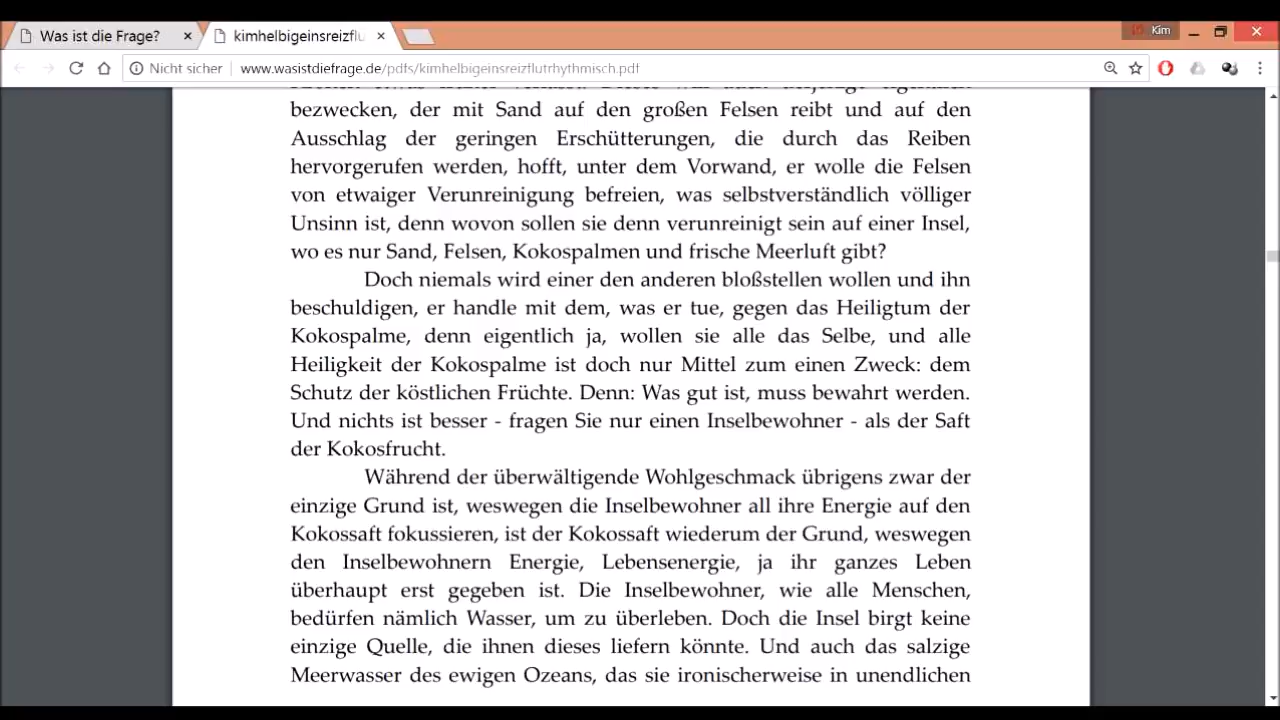 Was ist die Frage?
kimhelbigeinsreizflu
Kim
Nicht sicher
www.wasistdiefrage.de/pdfs/kimhelbigeinsreizflutrhythmisch.pdf
bezwecken, der mit Sand auf den großen Felsen reibt und auf den
Ausschlag der geringen Erschütterungen, die durch das Reiben
hervorgerufen werden, hofft, unter dem Vorwand, er wolle die Felsen
von etwaiger Verunreinigung befreien, was selbstverständlich völliger
Unsinn ist, denn wovon sollen sie denn verunreinigt sein auf einer Insel,
wo es nur Sand, Felsen, Kokospalmen und frische Meerluft gibt?
Doch niemals wird einer den anderen bloßstellen wollen und ihn
beschuldigen, er handle mit dem, was er tue, gegen das Heiligtum der
Kokospalme, denn eigentlich ja, wollen sie alle das Selbe, und alle
Heiligkeit der Kokospalme ist doch nur Mittel zum einen Zweck: dem
Schutz der köstlichen Früchte. Denn: Was gut ist, muss bewahrt werden.
Und nichts ist besser - fragen Sie nur einen Inselbewohner - als der Saft
der Kokosfrucht.
Während der überwältigende Wohlgeschmack übrigens zwar der
einzige Grund ist, weswegen die Inselbewohner all ihre Energie auf den
Kokossaft fokussieren, ist der Kokossaft wiederum der Grund, weswegen
den Inselbewohnern Energie, Lebensenergie, ja ihr ganzes Leben
überhaupt erst gegeben ist. Die Inselbewohner, wie alle Menschen,
bedürfen nämlich Wasser, um zu überleben. Doch die Insel birgt keine
einzige Quelle, die ihnen dieses liefern könnte. Und auch das salzige
Meerwasser des ewigen Ozeans, das sie ironischerweise in unendlichen